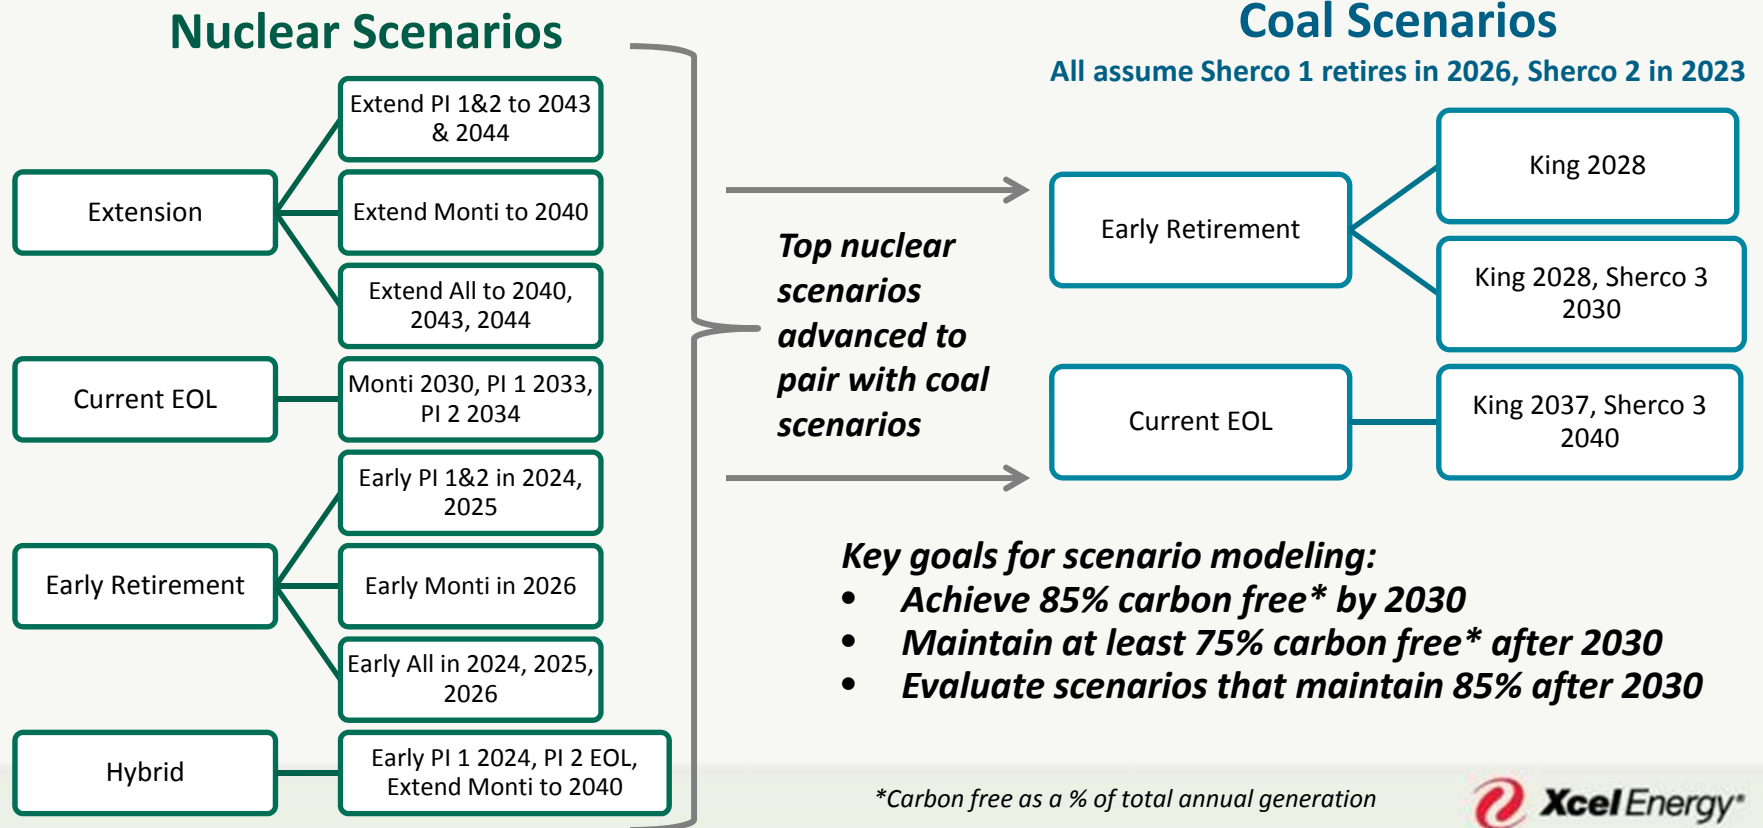 Nuclear Scenarios
Extension
Extend PI 1&2 to 2043
& 2044
Extend Monti to 2040
Extend All to 2040,
2043, 2044
Current EOL
Monti 2030, PI 1 2033,
PI 2 2034
Early Retirement
Early PI 1&2 in 2024,
2025
Early Monti in 2026
Early All in 2024, 2025,
2026
Hybrid
Early PI 1 2024, PI 2 EOL,
Extend Monti to 2040
Top nuclear
scenarios
advanced to
pair with coal
scenarios
Coal Scenarios
All assume Sherco 1 retires in 2026, Sherco 2 in 2023
Early Retirement
King 2028
King 2028, Sherco 3
2030
Current EOL
King 2037, Sherco 3
2040
Key goals for scenario modeling:
• Achieve 85% carbon free* by 2030
• Maintain at least 75% carbon free* after 2030
• Evaluate scenarios that maintain 85% after 2030
*Carbon free as a % of total annual generation
Xcel Energy®